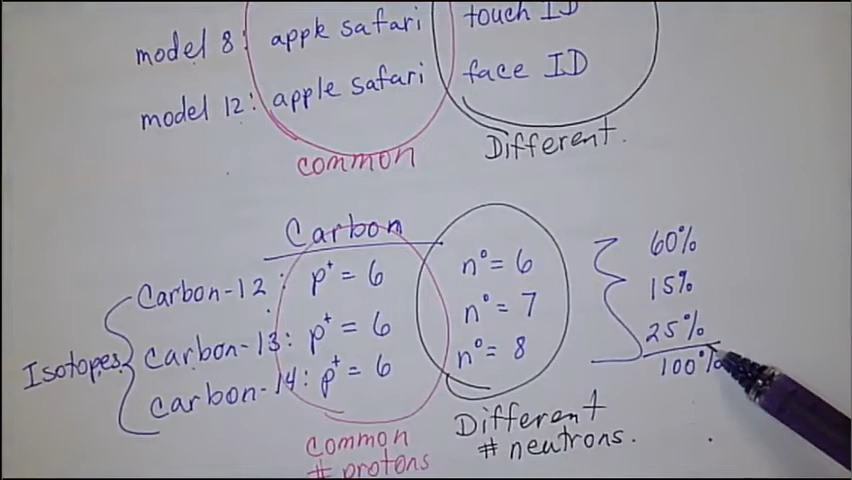 model 8: apple safari touch ID
model 12: apple safari face ID
common Different.
Carbon
Isotopes
Carbon-12: p⁺ = 6 n° = 6 60%
Carbon-13: p⁺ = 6 n° = 7 15%
Carbon-14: p⁺ = 6 n° = 8 25%
100%
Common
# protons
Different
# neutrons.